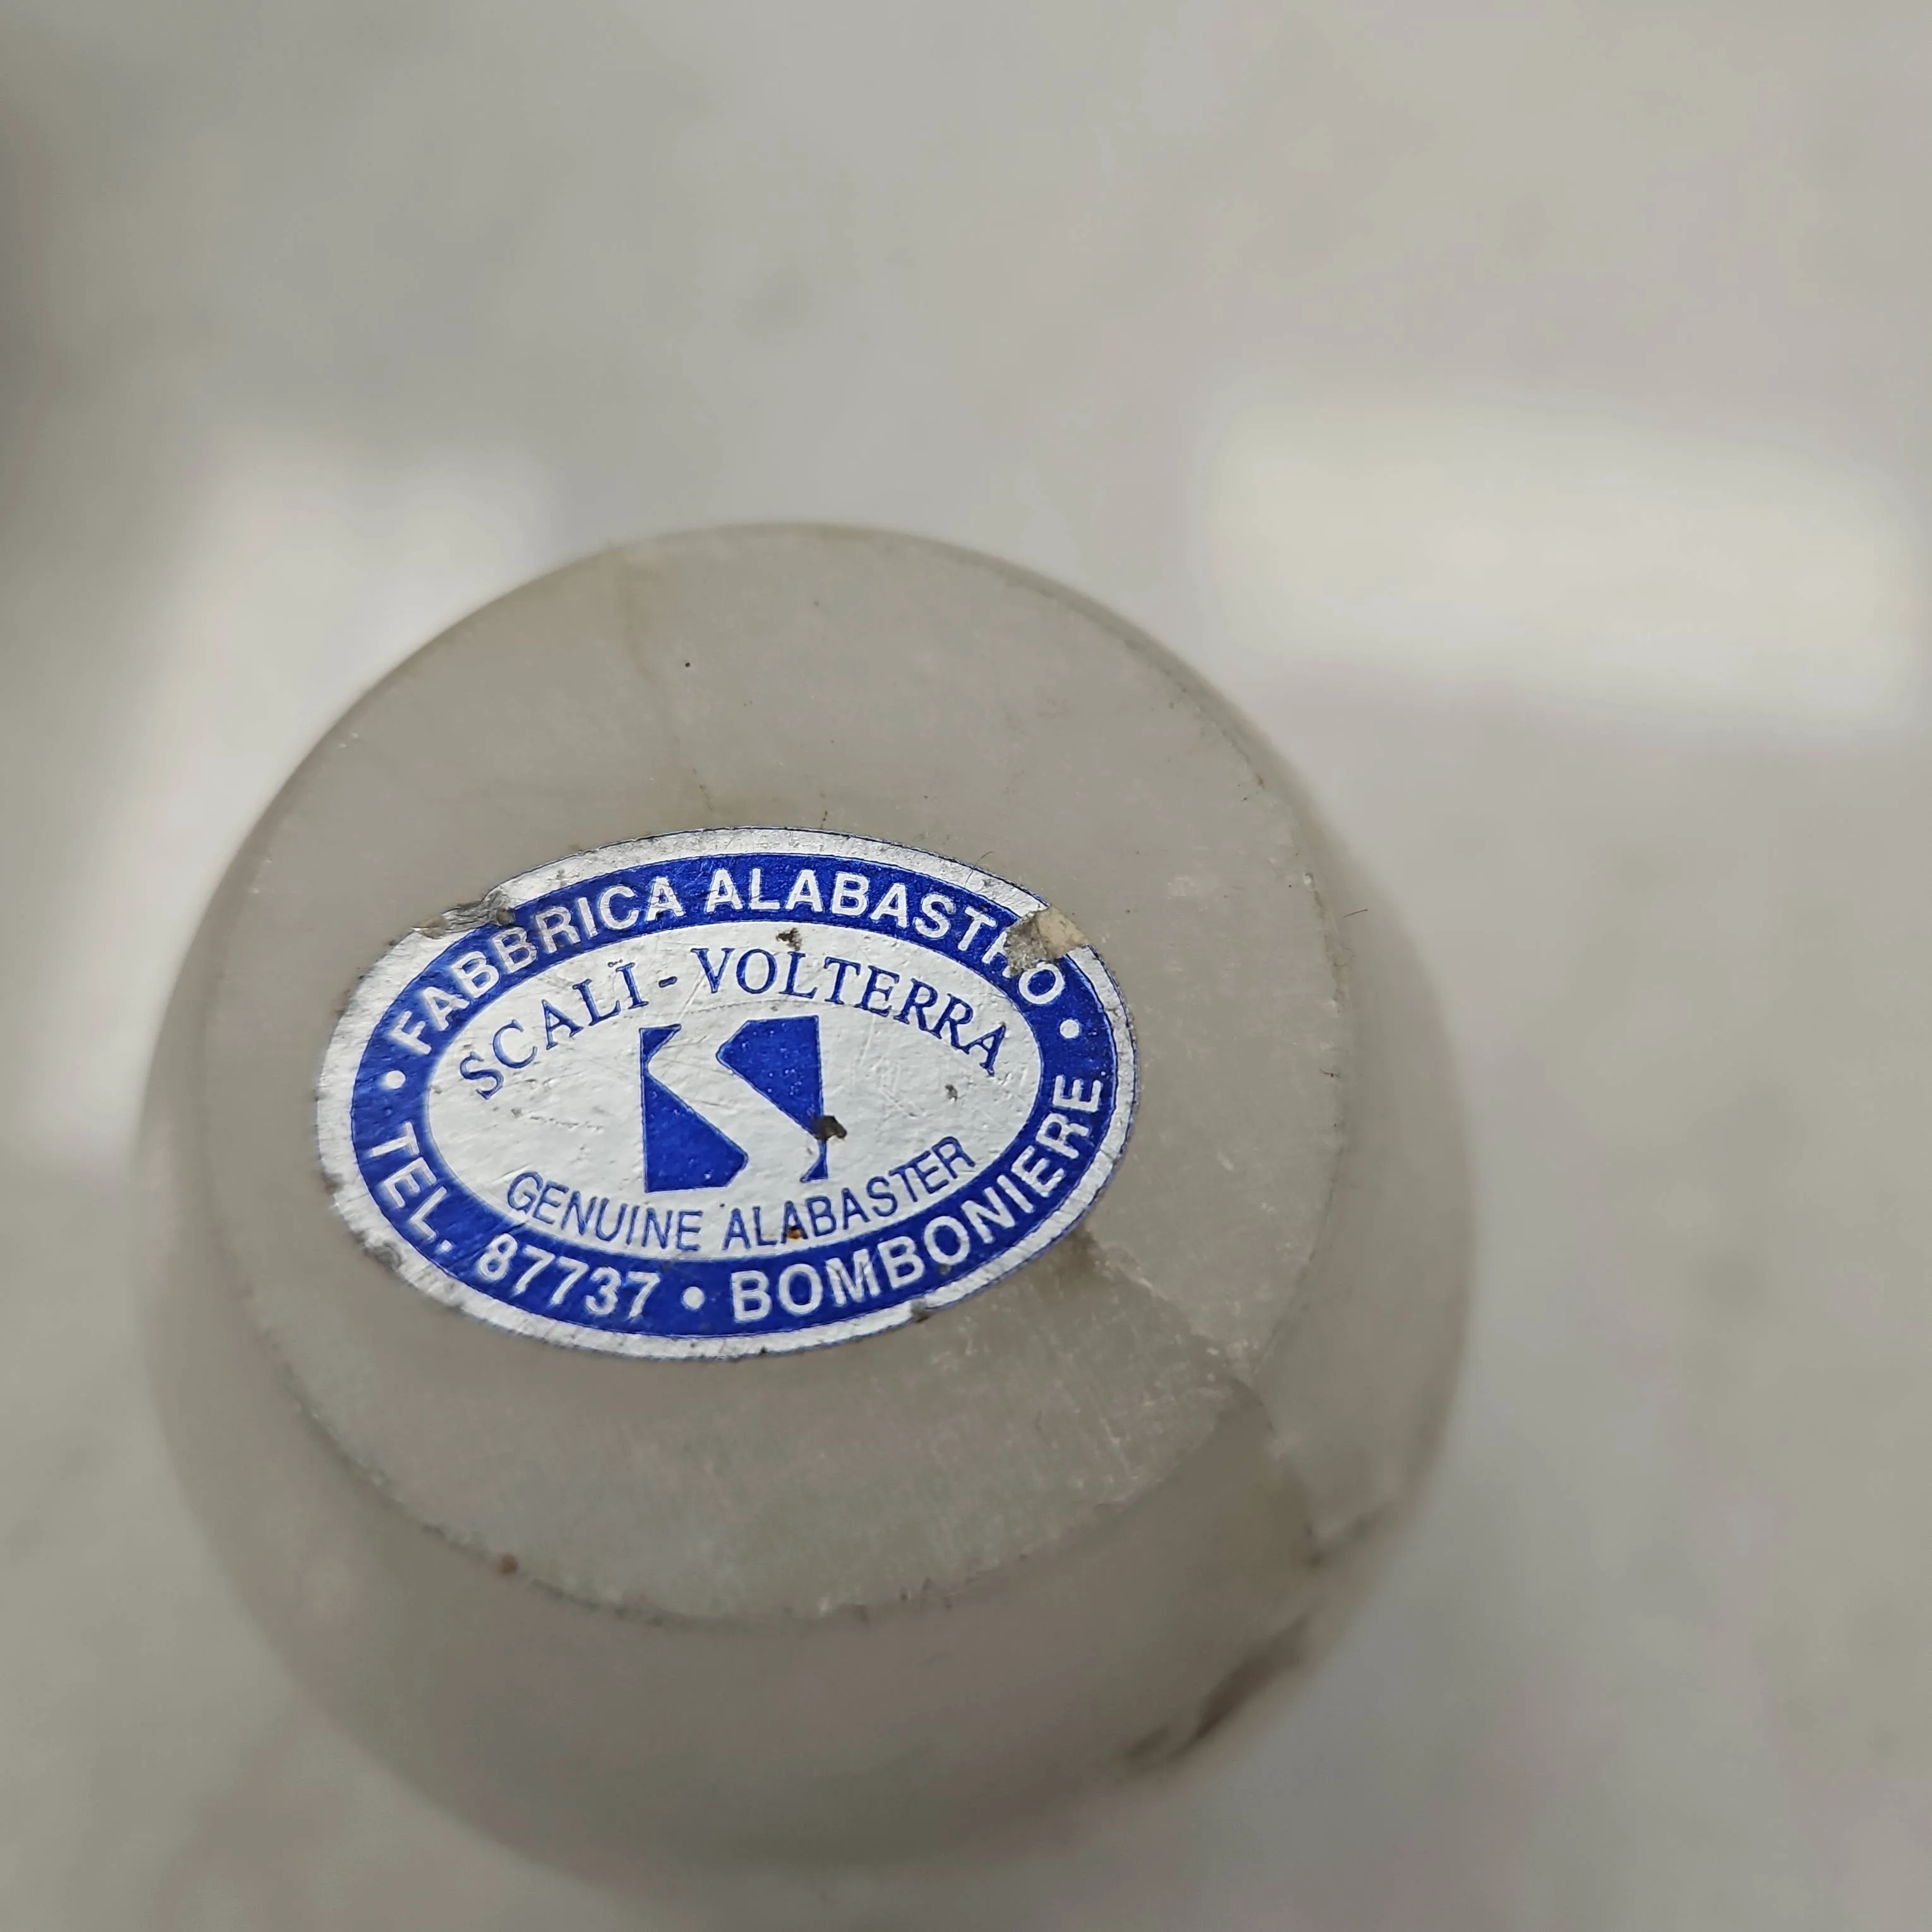 • FABBRICA ALABASTRO •
SCALI - VOLTERRA
GENUINE ALABASTER
TEL. 87737 • BOMBONIERE